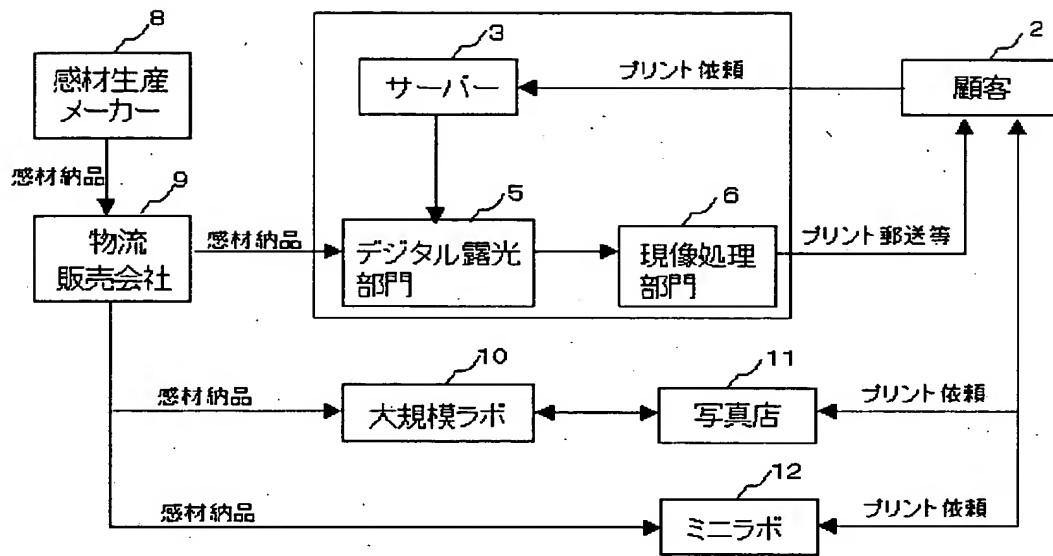 8
感材生産
メーカー
3
サーバー
プリント依頼
2
顧客
感材納品
9
物流
販売会社
感材納品
5
デジタル露光
部門
6
現像処理
部門
プリント郵送等
感材納品
10
大規模ラボ
11
写真店
プリント依頼
感材納品
12
ミニラボ
プリント依頼